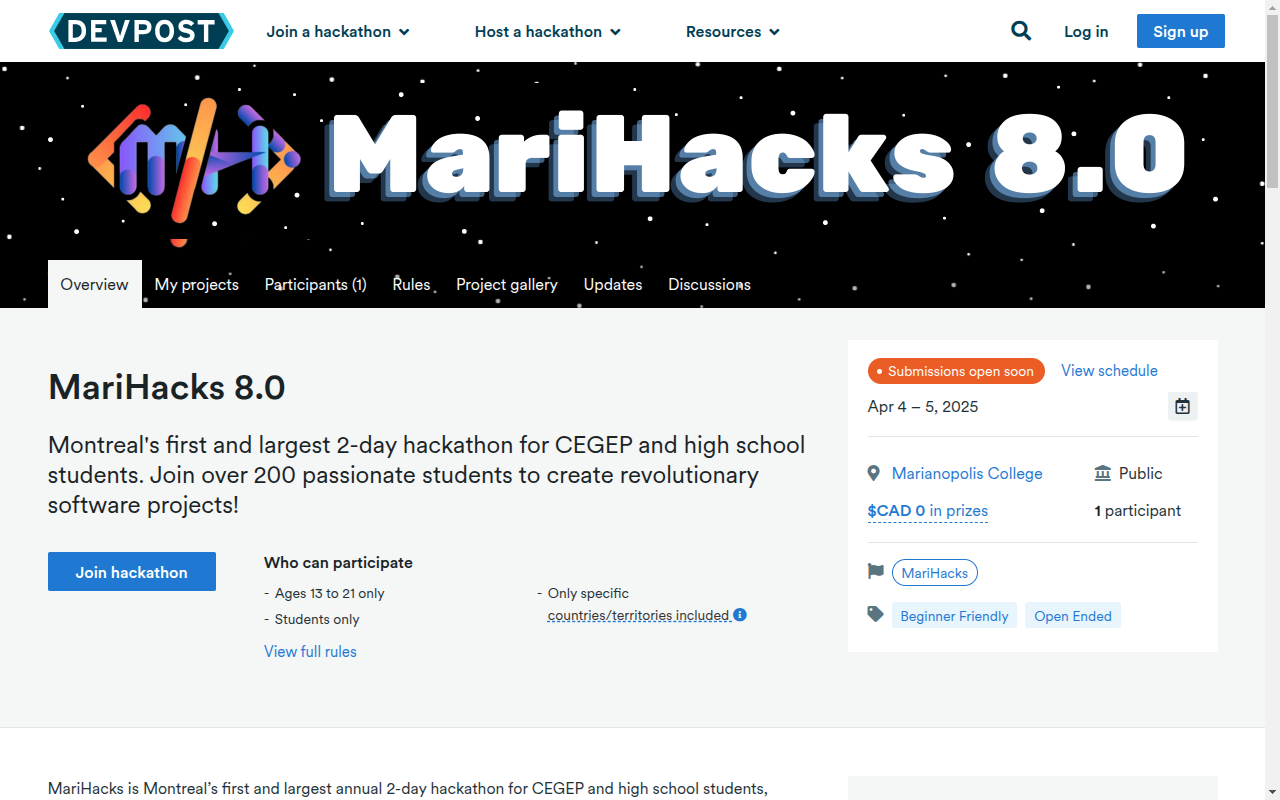 DEVPOST
Join a hackathon
Host a hackathon
Resources
Log in
Sign up
MariHacks 8.0
Overview
My projects
Participants (1)
Rules
Project gallery
Updates
Discussions
MariHacks 8.0
Montreal's first and largest 2-day hackathon for CEGEP and high school
students. Join over 200 passionate students to create revolutionary
software projects!
Join hackathon
Who can participate
- Ages 13 to 21 only
- Students only
- Only specific
countries/territories included
View full rules
Submissions open soon
View schedule
Apr 4 – 5, 2025
Marianopolis College
Public
$CAD 0 in prizes
1 participant
MariHacks
Beginner Friendly
Open Ended
MariHacks is Montreal’s first and largest annual 2-day hackathon for CEGEP and high school students,